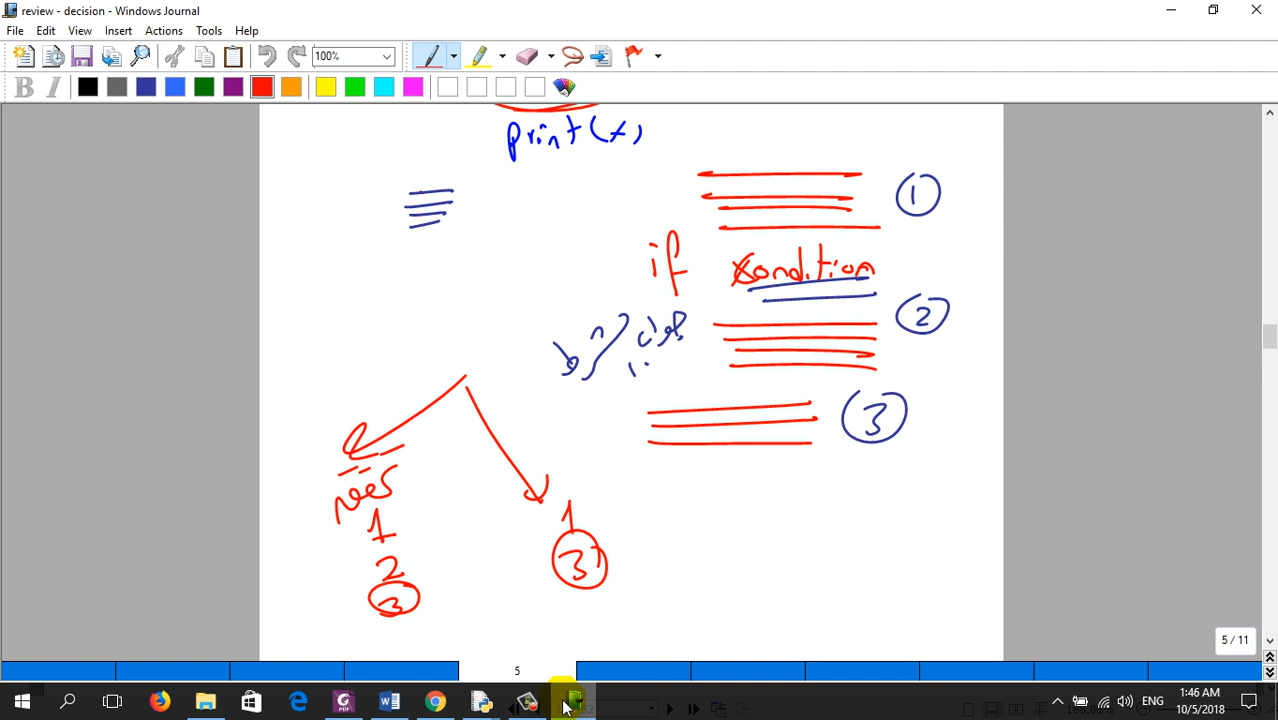 review - decision - Windows Journal
File Edit View Insert Actions Tools Help
100%
B I
print(x)
1
if condition
2
3
yes
1
1
2
3
3
5 / 11
5
ENG
1:46 AM
10/5/2018